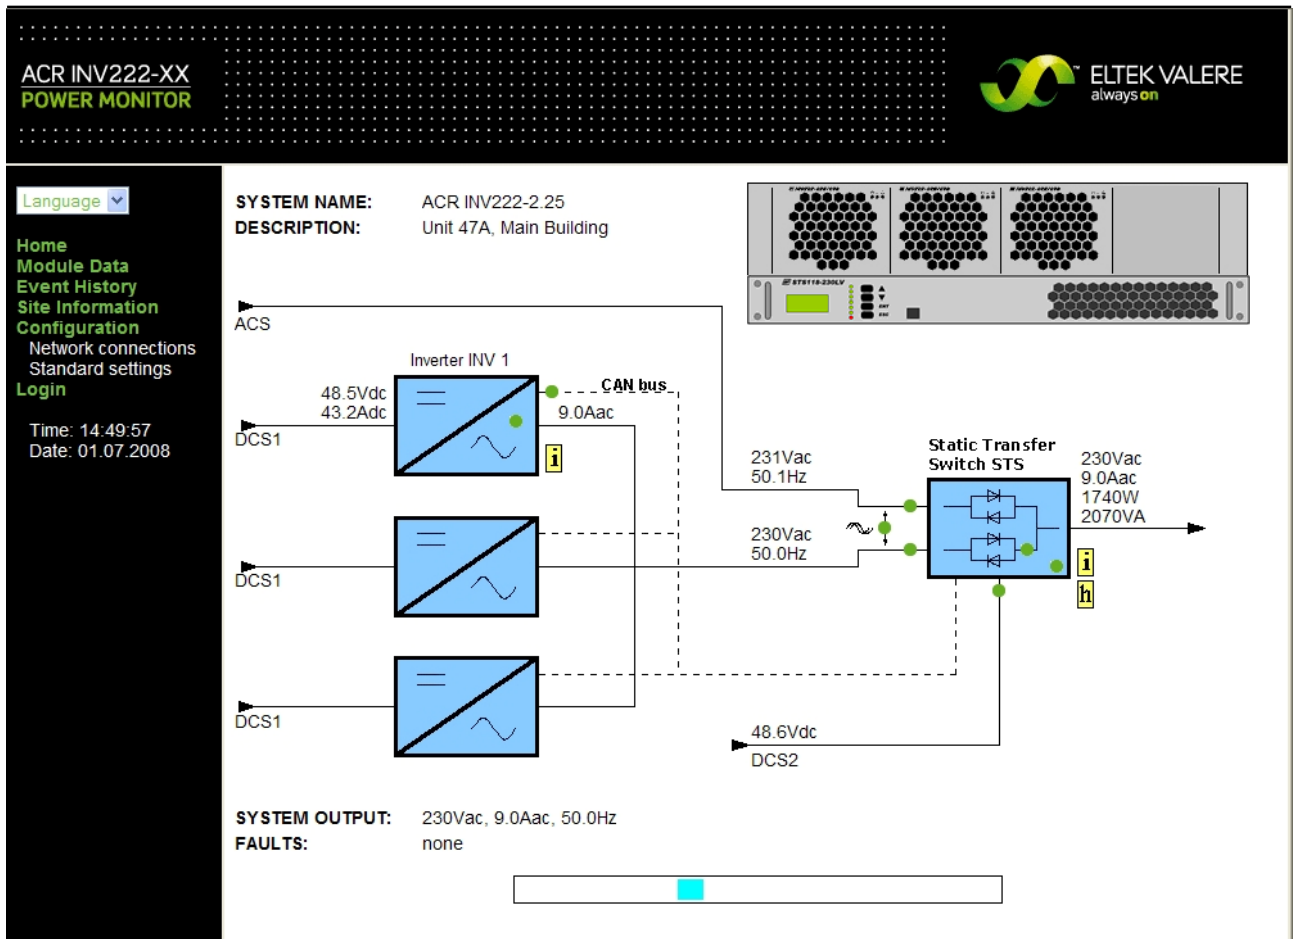 ACR INV222-XX
POWER MONITOR
ELTEK VALERE
always on
Language
Home
Module Data
Event History
Site Information
Configuration
Network connections
Standard settings
Login
Time: 14:49:57
Date: 01.07.2008
SYSTEM NAME: ACR INV222-2.25
DESCRIPTION: Unit 47A, Main Building
STS118-230LV
ACS
Inverter INV 1
48.5Vdc
43.2Adc
DCS1
CAN bus
9.0Aac
i
DCS1
DCS1
231Vac
50.1Hz
230Vac
50.0Hz
Static Transfer
Switch STS
230Vac
9.0Aac
1740W
2070VA
i
h
48.6Vdc
DCS2
SYSTEM OUTPUT: 230Vac, 9.0Aac, 50.0Hz
FAULTS: none